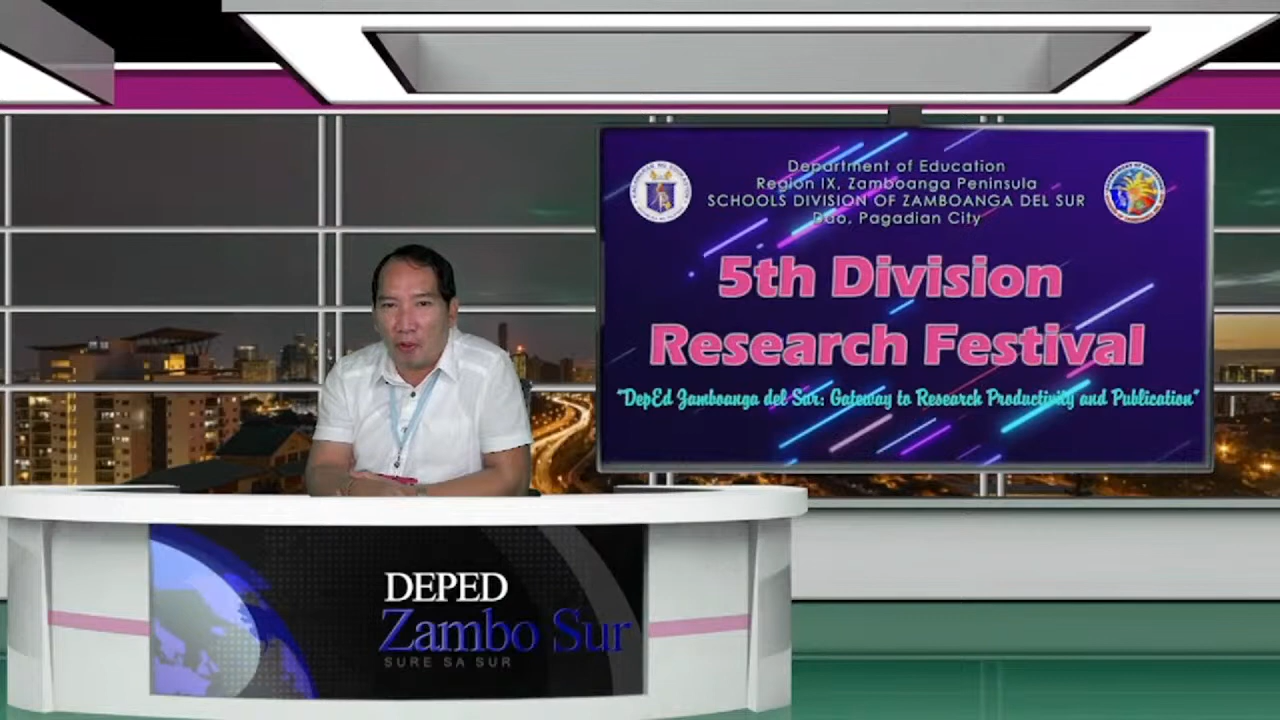 Department of Education
Region IX, Zamboanga Peninsula
SCHOOLS DIVISION OF ZAMBOANGA DEL SUR
Dao, Pagadian City
5th Division
Research Festival
"DepEd Zamboanga del Sur: Gateway to Research Productivity and Publication"
DEPED
Zambo Sur
SURE SA SUR